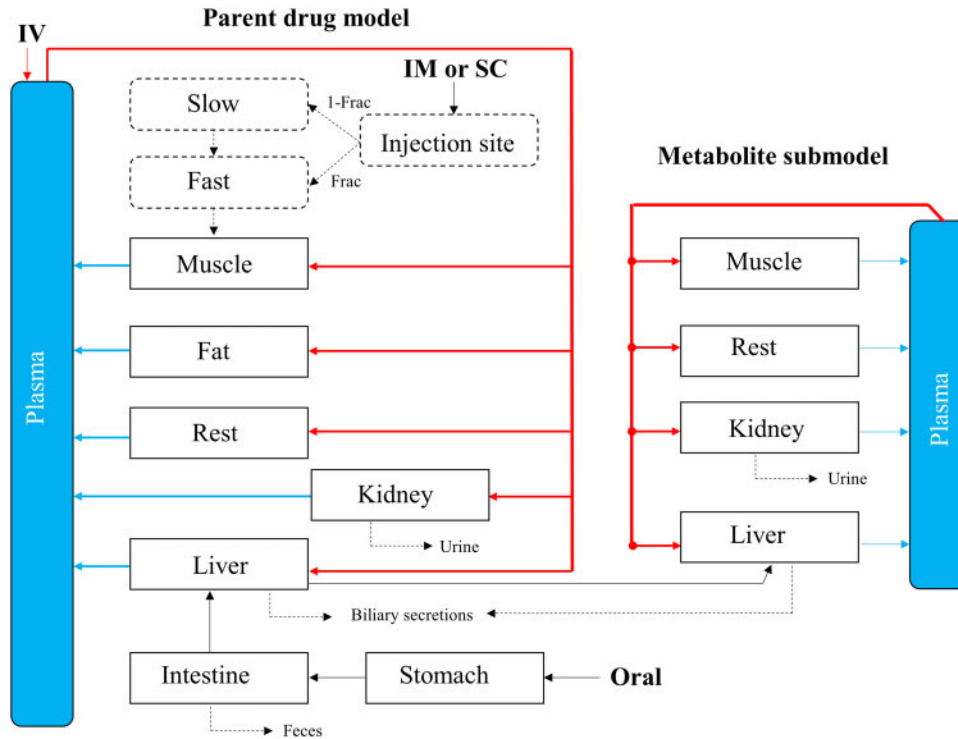 Parent drug model
IV
IM or SC
Slow
1-Frac
Injection site
Fast
Frac
Muscle
Fat
Rest
Kidney
Urine
Liver
Biliary secretions
Intestine
Stomach
Oral
Feces
Plasma
Metabolite submodel
Muscle
Rest
Kidney
Urine
Liver
Plasma